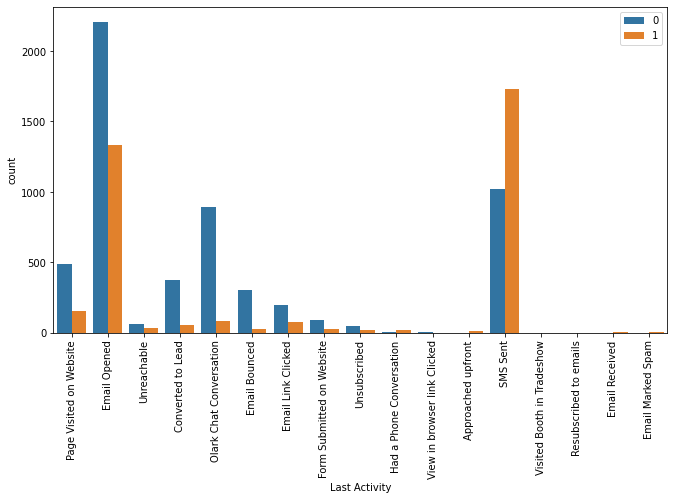 0
1
2000
1500
1000
500
0
count
Page Visited on Website
Email Opened
Unreachable
Converted to Lead
Olark Chat Conversation
Email Bounced
Email Link Clicked
Form Submitted on Website
Unsubscribed
Had a Phone Conversation
View in browser link Clicked
Approached upfront
SMS Sent
Visited Booth in Tradeshow
Resubscribed to emails
Email Received
Email Marked Spam
Last Activity